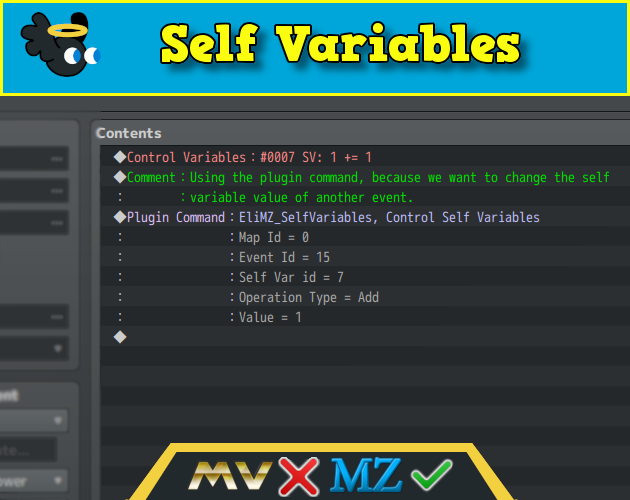 Self Variables
Contents
◆Control Variables：#0007 SV: 1 += 1
◆Comment：Using the plugin command, because we want to change the self
：　　　：variable value of another event.
◆Plugin Command：EliMZ_SelfVariables, Control Self Variables
：　　　：Map Id = 0
：　　　：Event Id = 15
：　　　：Self Var id = 7
：　　　：Operation Type = Add
：　　　：Value = 1
◆
MV MZ